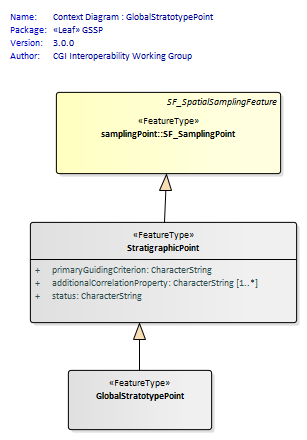 Name: Context Diagram : GlobalStratotypePoint
Package: «Leaf» GSSP
Version: 3.0.0
Author: CGI Interoperability Working Group
SF_SpatialSamplingFeature
«FeatureType»
samplingPoint::SF_SamplingPoint
«FeatureType»
StratigraphicPoint
+ primaryGuidingCriterion: CharacterString
+ additionalCorrelationProperty: CharacterString [1..*]
+ status: CharacterString
«FeatureType»
GlobalStratotypePoint